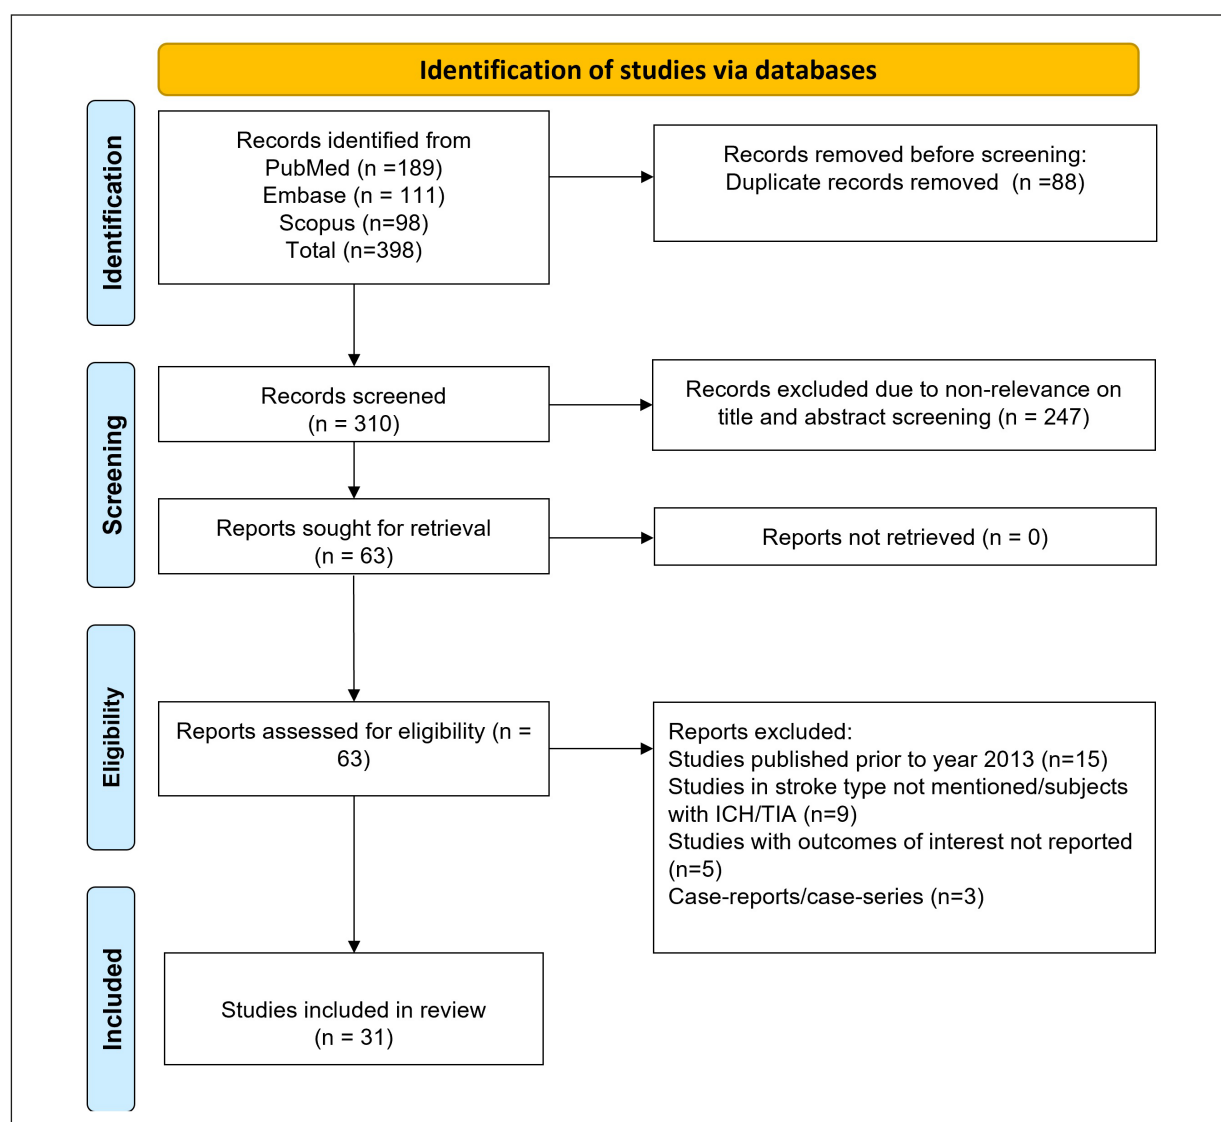 Identification of studies via databases
Identification
Records identified from
PubMed (n =189)
Embase (n = 111)
Scopus (n=98)
Total (n=398)
Records removed before screening:
Duplicate records removed  (n =88)
Screening
Records screened
(n = 310)
Records excluded due to non-relevance on
title and abstract screening (n = 247)
Reports sought for retrieval
(n = 63)
Reports not retrieved (n = 0)
Eligibility
Reports assessed for eligibility (n =
63)
Reports excluded:
Studies published prior to year 2013 (n=15)
Studies in stroke type not mentioned/subjects
with ICH/TIA (n=9)
Studies with outcomes of interest not reported
(n=5)
Case-reports/case-series (n=3)
Included
Studies included in review
(n = 31)